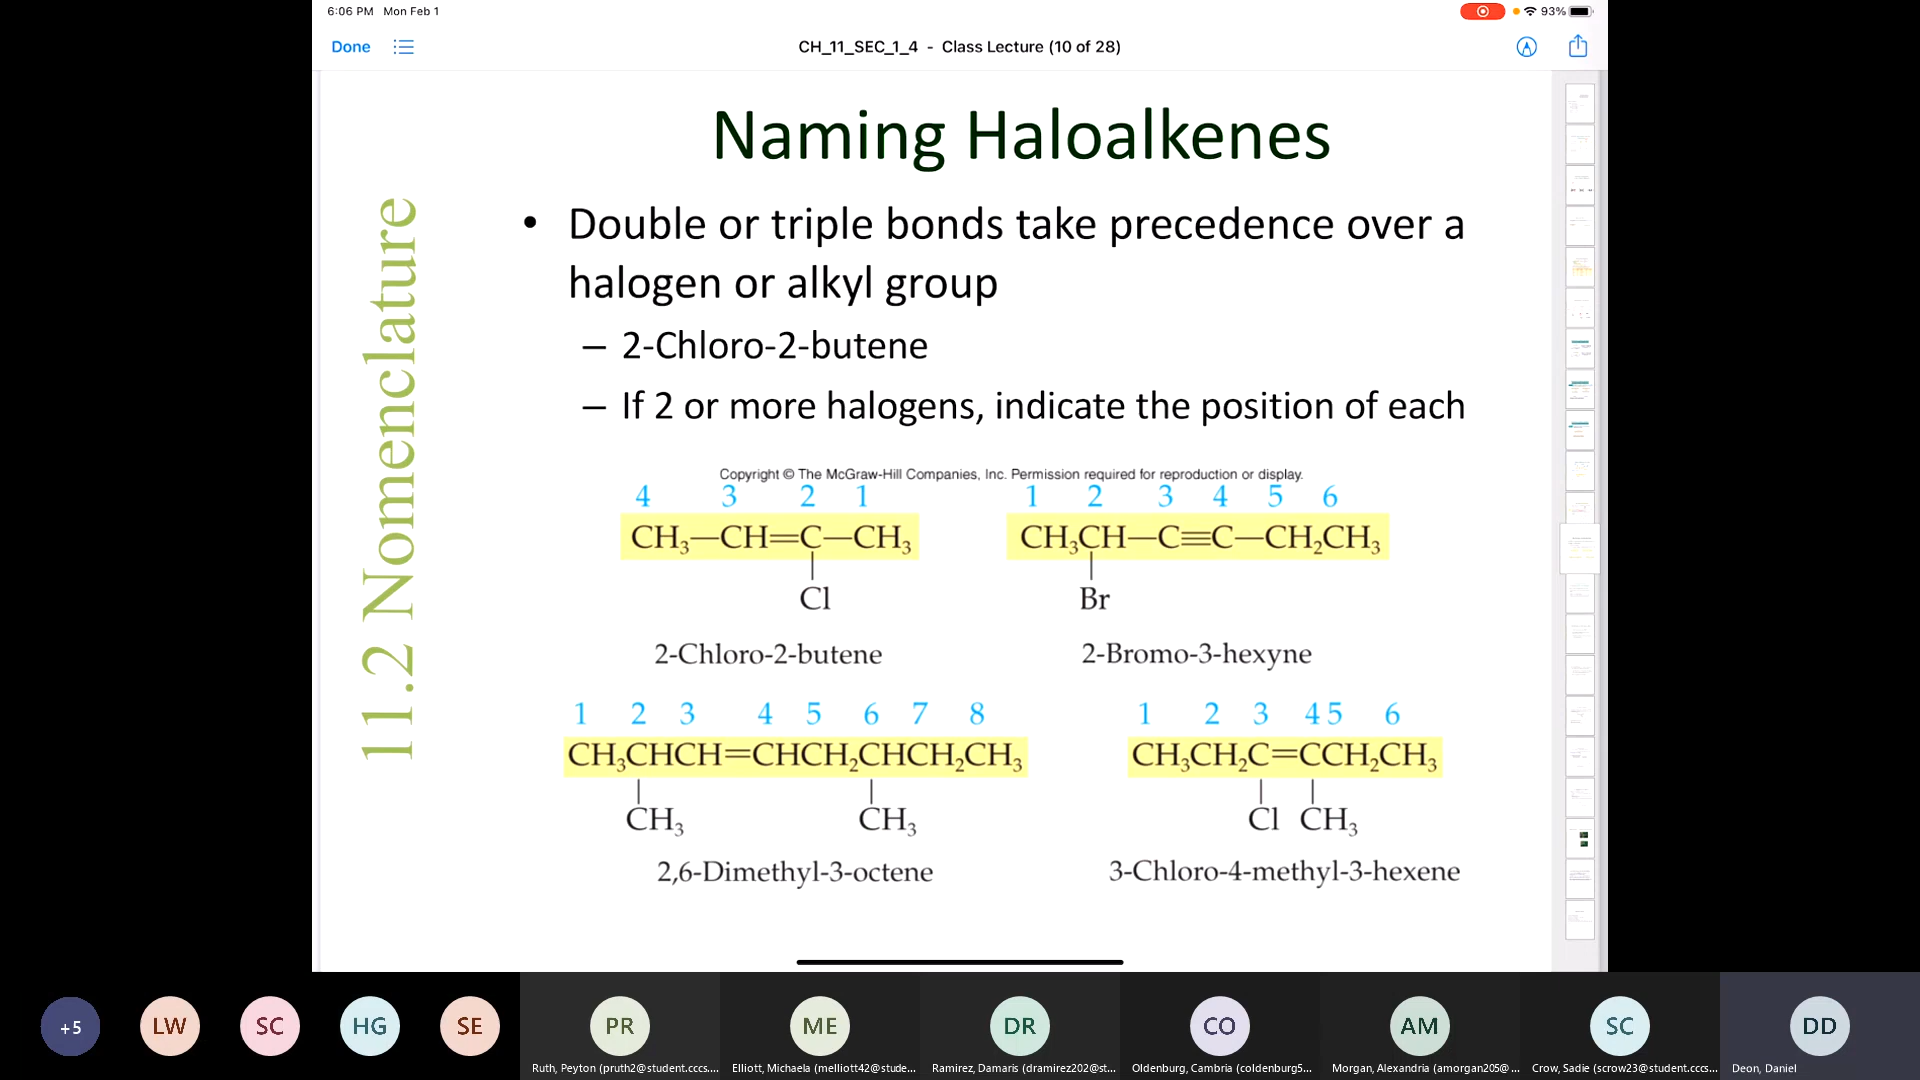 6:06 PM Mon Feb 1
93%
Done
CH_11_SEC_1_4 - Class Lecture (10 of 28)
Naming Haloalkenes
11.2 Nomenclature
• Double or triple bonds take precedence over a
halogen or alkyl group
– 2-Chloro-2-butene
– If 2 or more halogens, indicate the position of each
Copyright © The McGraw-Hill Companies, Inc. Permission required for reproduction or display.
4 3 2 1
CH₃—CH=C—CH₃
Cl
2-Chloro-2-butene
1 2 3 4 5 6
CH₃CH—C≡C—CH₂CH₃
Br
2-Bromo-3-hexyne
1 2 3 4 5 6 7 8
CH₃CHCH=CHCH₂CHCH₂CH₃
CH₃ CH₃
2,6-Dimethyl-3-octene
1 2 3 4 5 6
CH₃CH₂C=CCH₂CH₃
Cl CH₃
3-Chloro-4-methyl-3-hexene
+5
LW
SC
HG
SE
PR
ME
DR
CO
AM
SC
DD
Ruth, Peyton (pruth2@student.cccs....
Elliott, Michaela (melliott42@stude...
Ramirez, Damaris (dramirez202@st...
Oldenburg, Cambria (coldenburg5...
Morgan, Alexandria (amorgan205@...
Crow, Sadie (scrow23@student.cccs...
Deon, Daniel